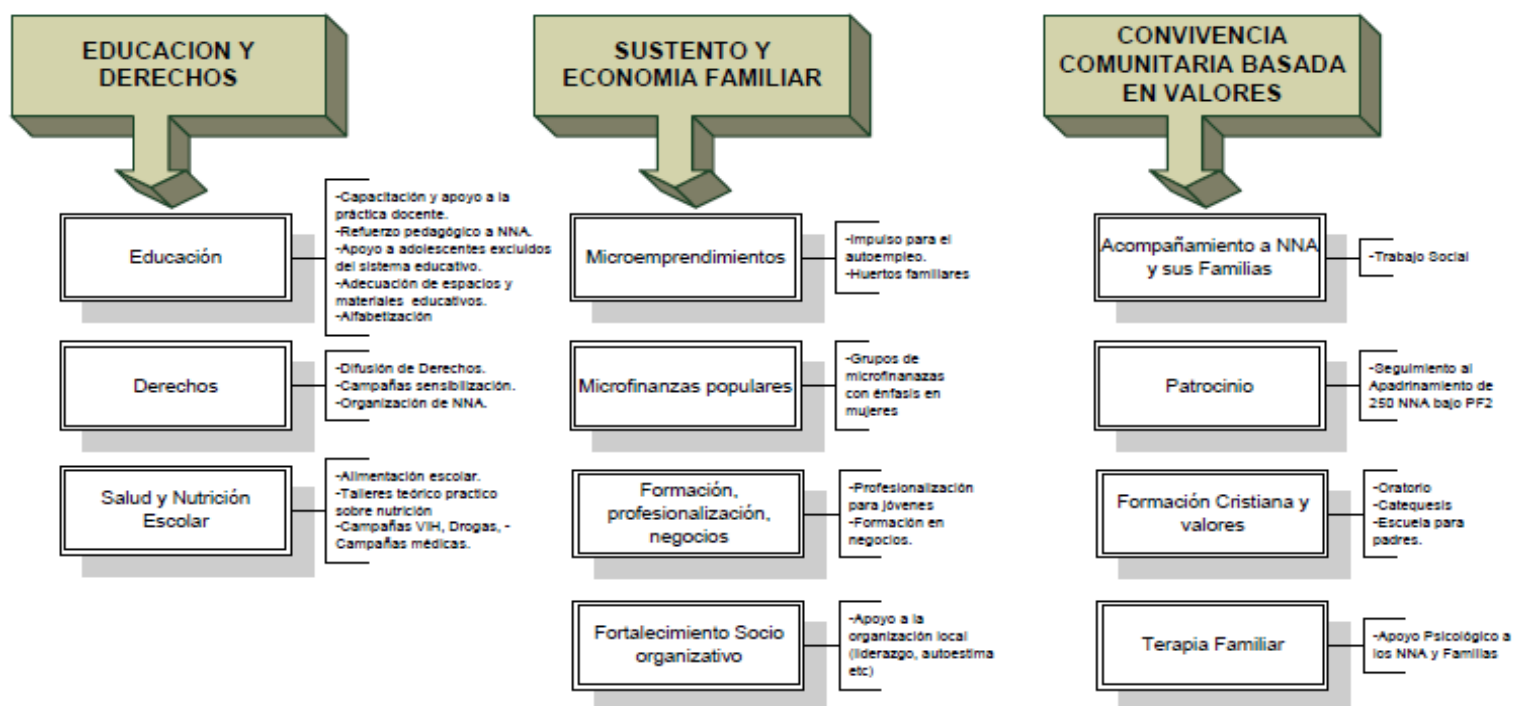 EDUCACION Y
DERECHOS
Educación
-Capacitación y apoyo a la
práctica docente.
-Refuerzo pedagógico a NNA.
-Apoyo a adolescentes excluidos
del sistema educativo.
-Adecuación de espacios y
materiales educativos.
-Alfabetización
Derechos
-Difusión de Derechos.
-Campañas sensibilización.
-Organización de NNA.
Salud y Nutrición
Escolar
-Alimentación escolar.
-Talleres teórico practico
sobre nutrición
-Campañas VIH, Drogas, -
Campañas médicas.
SUSTENTO Y
ECONOMIA FAMILIAR
Microemprendimientos
-Impulso para el
autoempleo.
-Huertos familiares
Microfinanzas populares
-Grupos de
microfinanazas
con énfasis en
mujeres
Formación,
profesionalización,
negocios
-Profesionalización
para jóvenes
-Formación en
negocios.
Fortalecimiento Socio
organizativo
-Apoyo a la
organización local
(liderazgo, autoestima
etc)
CONVIVENCIA
COMUNITARIA BASADA
EN VALORES
Acompañamiento a NNA
y sus Familias
-Trabajo Social
Patrocinio
-Seguimiento al
Apadrinamiento de
250 NNA bajo PF2
Formación Cristiana y
valores
-Oratorio
-Catequesis
-Escuela para
padres.
Terapia Familiar
-Apoyo Psicológico a
los NNA y Familias